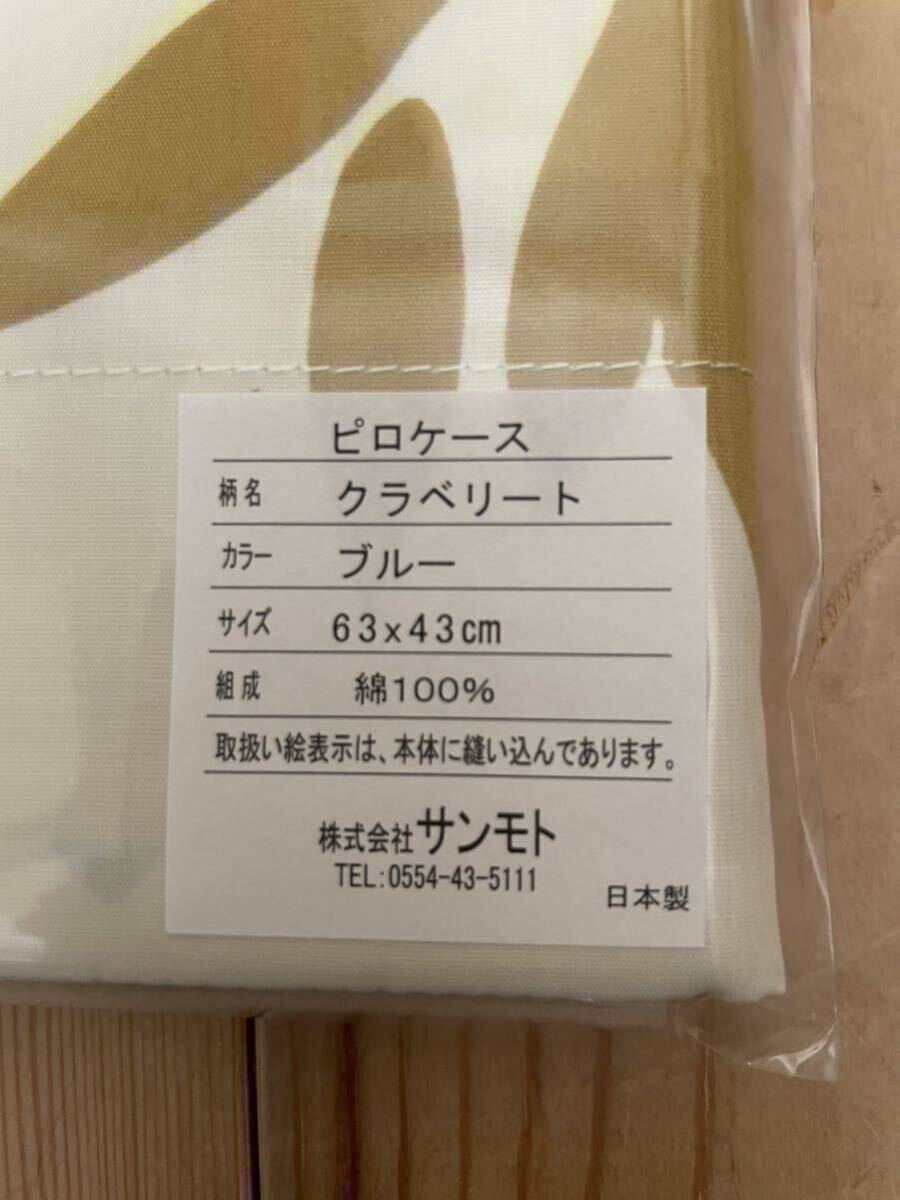 ピロケース
柄名 クラベリート
カラー ブルー
サイズ 63x43cm
組成 綿100%
取扱い絵表示は、本体に縫い込んであります。
株式会社サンモト
TEL:0554-43-5111
日本製